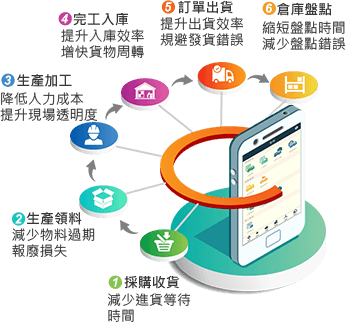 4 完工入庫
提升入庫效率
增快貨物周轉
5 訂單出貨
提升出貨效率
規避發貨錯誤
6 倉庫盤點
縮短盤點時間
減少盤點錯誤
3 生產加工
降低人力成本
提升現場透明度
2 生產領料
減少物料過期
報廢損失
1 採購收貨
減少進貨等待
時間